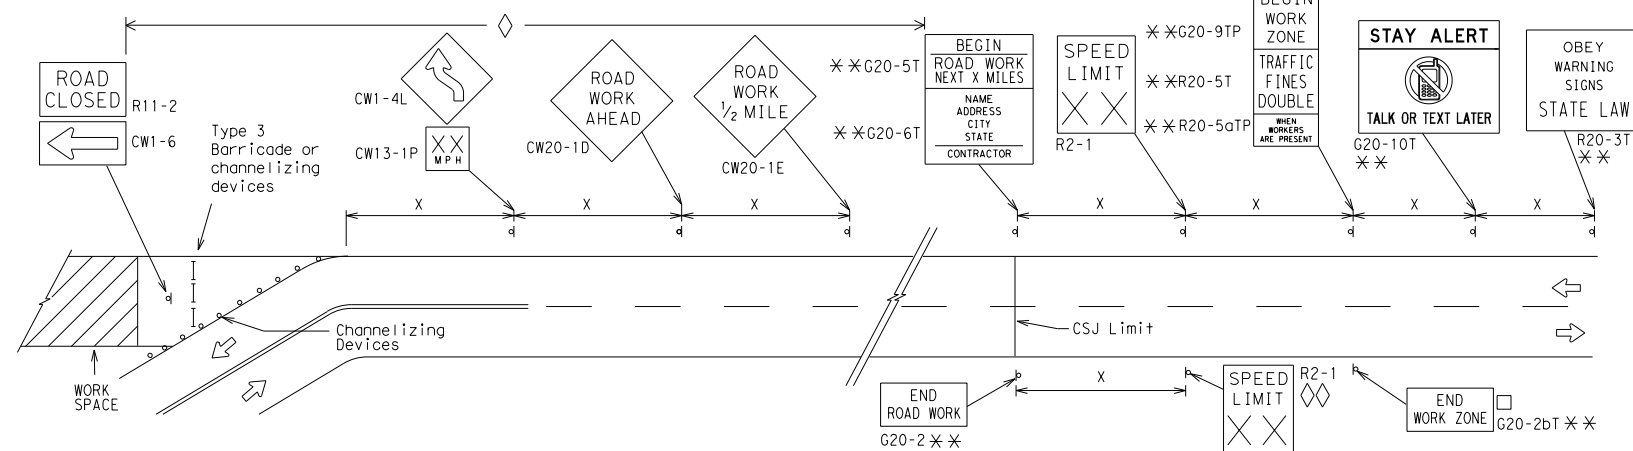 ROAD
CLOSED
R11-2
CW1-6
Type 3
Barricade or
channelizing
devices
CW1-4L
XX
MPH
CW13-1P
ROAD
WORK
AHEAD
CW20-1D
ROAD
WORK
1/2 MILE
CW20-1E
* *G20-5T
* *G20-6T
BEGIN
ROAD WORK
NEXT X MILES
NAME
ADDRESS
CITY
STATE
CONTRACTOR
SPEED
LIMIT
X X
R2-1
* *G20-9TP
* *R20-5T
* *R20-5aTP
BEGIN
WORK
ZONE
TRAFFIC
FINES
DOUBLE
WHEN
WORKERS
ARE PRESENT
STAY ALERT
TALK OR TEXT LATER
G20-10T
* *
OBEY
WARNING
SIGNS
STATE LAW
R20-3T
* *
X
X
X
X
X
X
X
Channelizing
Devices
WORK
SPACE
CSJ Limit
X
END
ROAD WORK
G20-2 * *
SPEED
LIMIT
X X
R2-1
END
WORK ZONE
G20-2bT * *